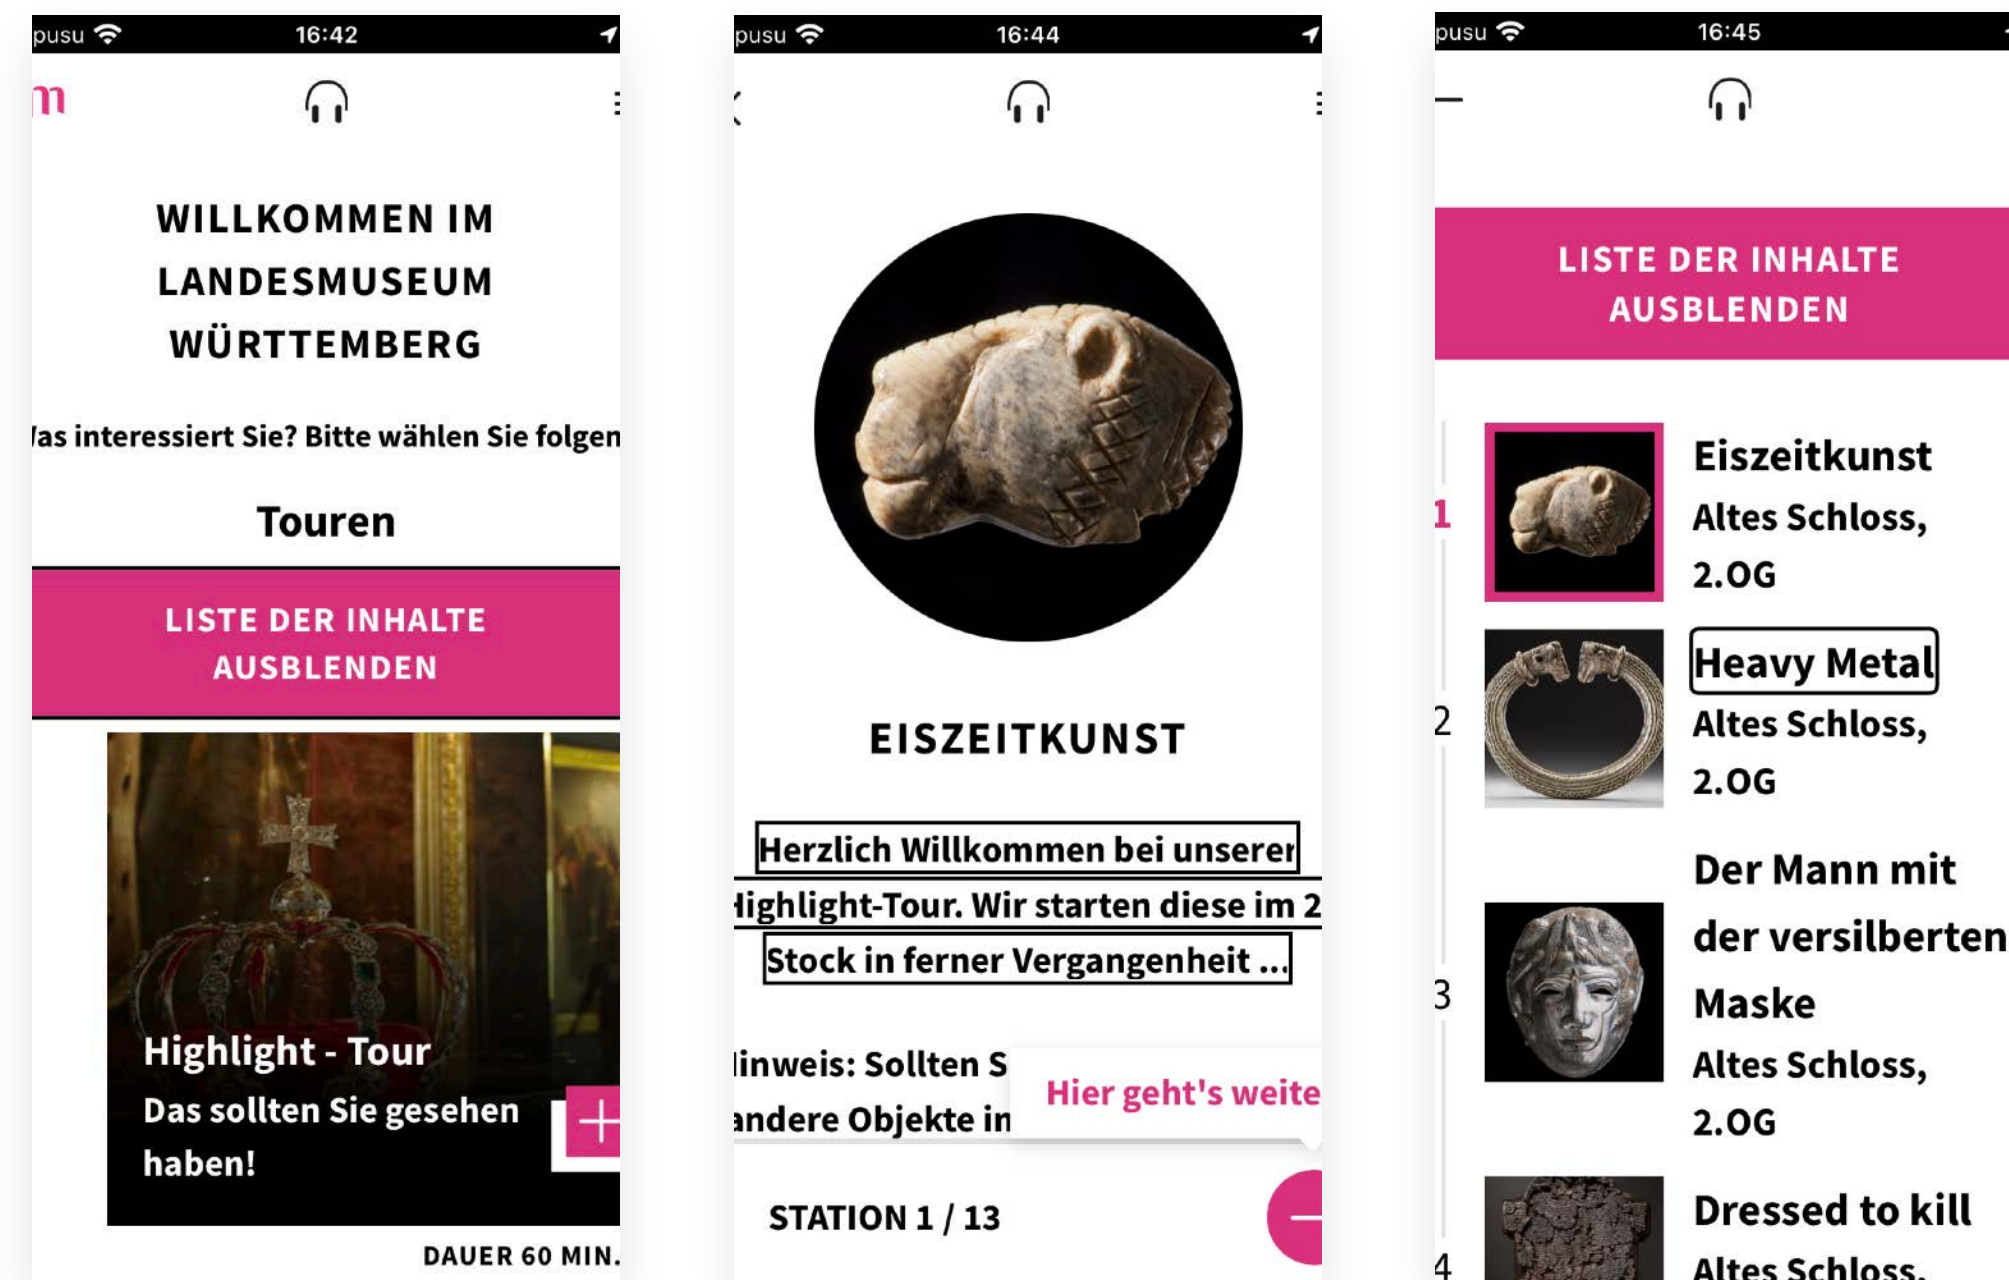 pusu
16:42
m
WILLKOMMEN IM
LANDESMUSEUM
WÜRTTEMBERG
as interessiert Sie? Bitte wählen Sie folgen
Touren
LISTE DER INHALTE
AUSBLENDEN
Highlight - Tour
Das sollten Sie gesehen
haben!
DAUER 60 MIN.
pusu
16:44
EISZEITKUNST
Herzlich Willkommen bei unserer
Highlight-Tour. Wir starten diese im 2
Stock in ferner Vergangenheit ...
inweis: Sollten S
andere Objekte in
Hier geht's weite
STATION 1 / 13
pusu
16:45
LISTE DER INHALTE
AUSBLENDEN
1
Eiszeitkunst
Altes Schloss,
2.OG
2
Heavy Metal
Altes Schloss,
2.OG
3
Der Mann mit
der versilberten
Maske
Altes Schloss,
2.OG
4
Dressed to kill
Altes Schloss,